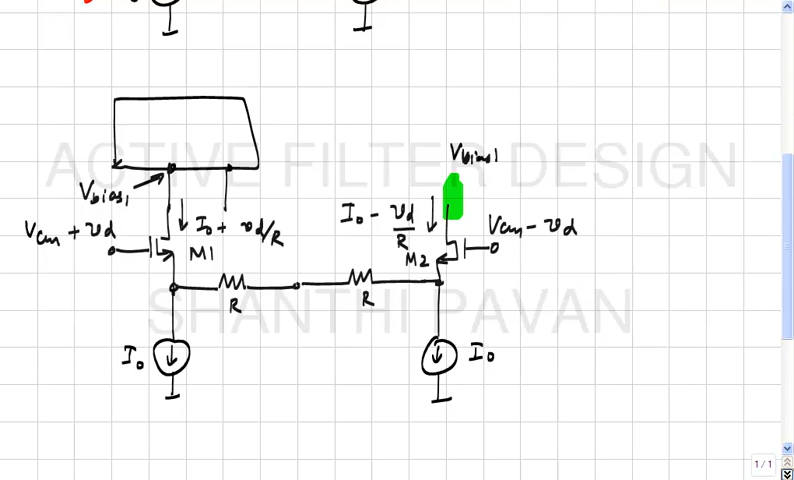 ACTIVE FILTER DESIGN
Vbias1
Vbias1
Vcm + vd
I0 + vd/R
I0 - vd/R
Vcm - vd
M1
M2
R
R
SHANTHI PAVAN
I0
I0
1 / 1